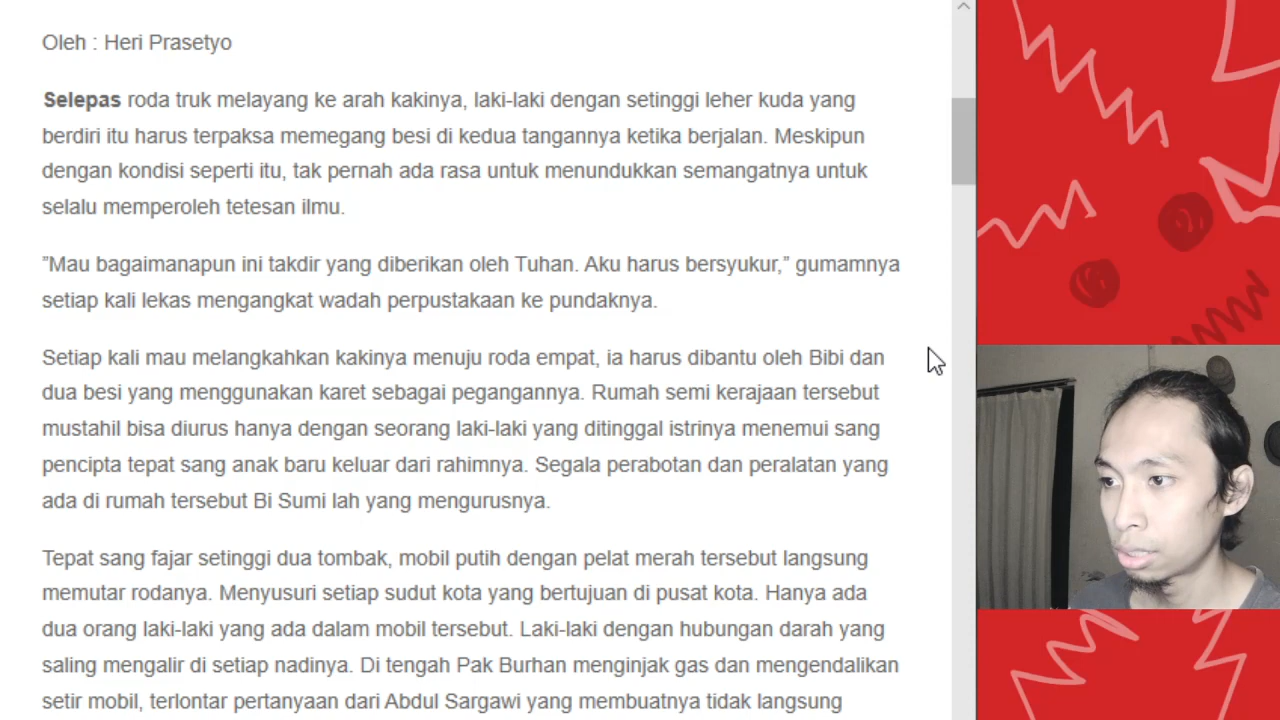 Oleh : Heri Prasetyo
Selepas roda truk melayang ke arah kakinya, laki-laki dengan setinggi leher kuda yang
berdiri itu harus terpaksa memegang besi di kedua tangannya ketika berjalan. Meskipun
dengan kondisi seperti itu, tak pernah ada rasa untuk menundukkan semangatnya untuk
selalu memperoleh tetesan ilmu.
”Mau bagaimanapun ini takdir yang diberikan oleh Tuhan. Aku harus bersyukur,” gumamnya
setiap kali lekas mengangkat wadah perpustakaan ke pundaknya.
Setiap kali mau melangkahkan kakinya menuju roda empat, ia harus dibantu oleh Bibi dan
dua besi yang menggunakan karet sebagai pegangannya. Rumah semi kerajaan tersebut
mustahil bisa diurus hanya dengan seorang laki-laki yang ditinggal istrinya menemui sang
pencipta tepat sang anak baru keluar dari rahimnya. Segala perabotan dan peralatan yang
ada di rumah tersebut Bi Sumi lah yang mengurusnya.
Tepat sang fajar setinggi dua tombak, mobil putih dengan pelat merah tersebut langsung
memutar rodanya. Menyusuri setiap sudut kota yang bertujuan di pusat kota. Hanya ada
dua orang laki-laki yang ada dalam mobil tersebut. Laki-laki dengan hubungan darah yang
saling mengalir di setiap nadinya. Di tengah Pak Burhan menginjak gas dan mengendalikan
setir mobil, terlontar pertanyaan dari Abdul Sargawi yang membuatnya tidak langsung